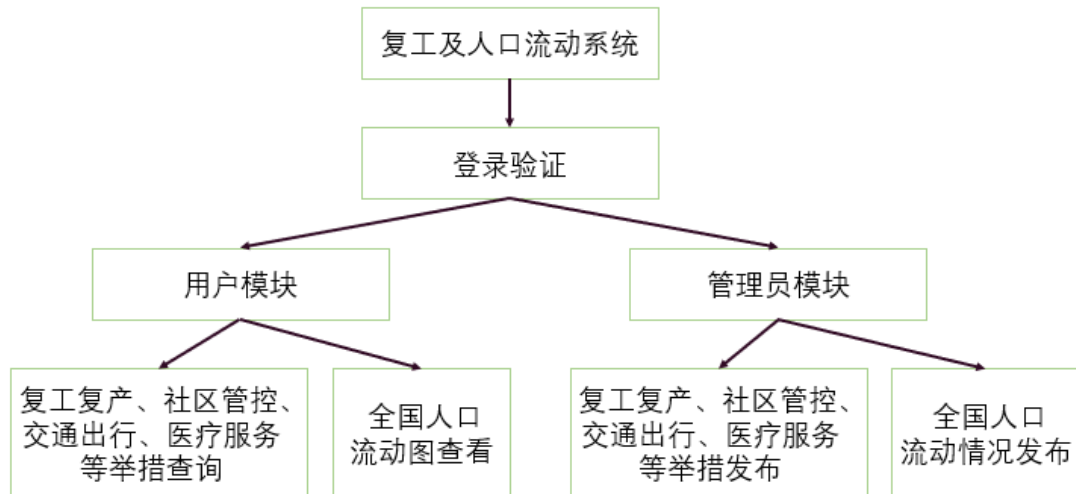 复工及人口流动系统
登录验证
用户模块
管理员模块
复工复产、社区管控、
交通出行、医疗服务
等举措查询
全国人口
流动图查看
复工复产、社区管控、
交通出行、医疗服务
等举措发布
全国人口
流动情况发布